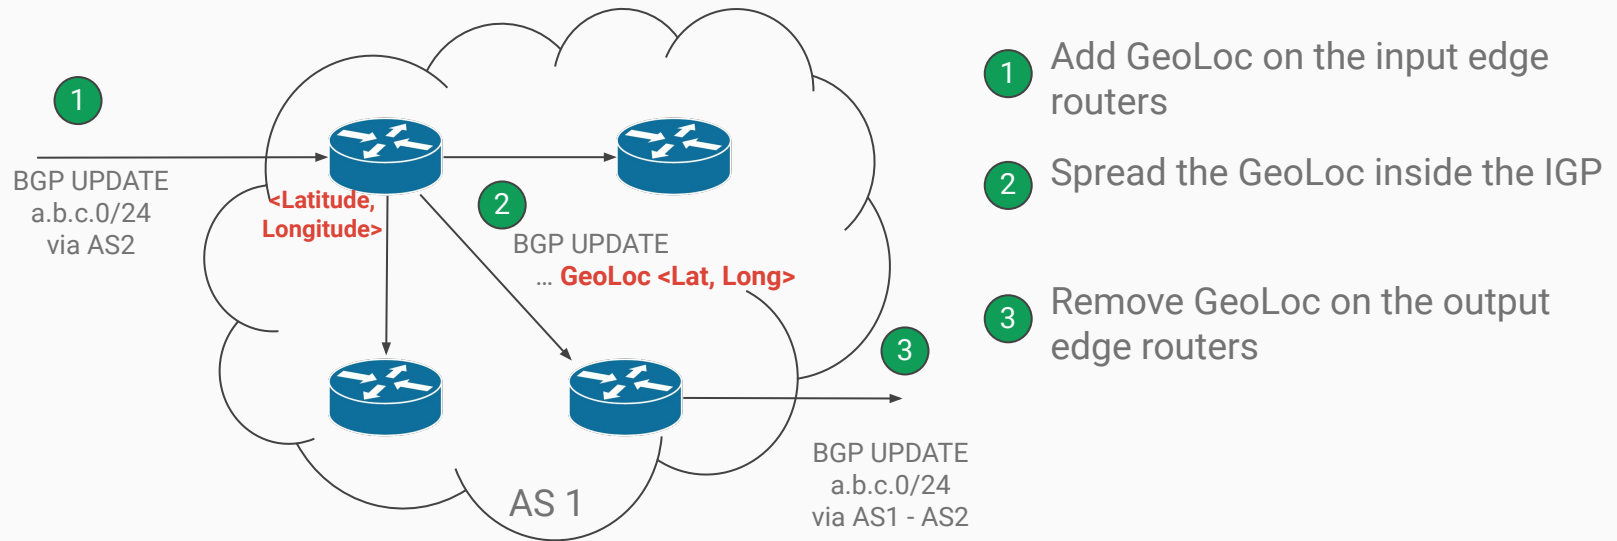 1
BGP UPDATE
a.b.c.0/24
via AS2
<Latitude,
Longitude>
2
BGP UPDATE
... GeoLoc <Lat, Long>
3
BGP UPDATE
a.b.c.0/24
via AS1 - AS2
AS 1
1 Add GeoLoc on the input edge
routers
2 Spread the GeoLoc inside the IGP
3 Remove GeoLoc on the output
edge routers